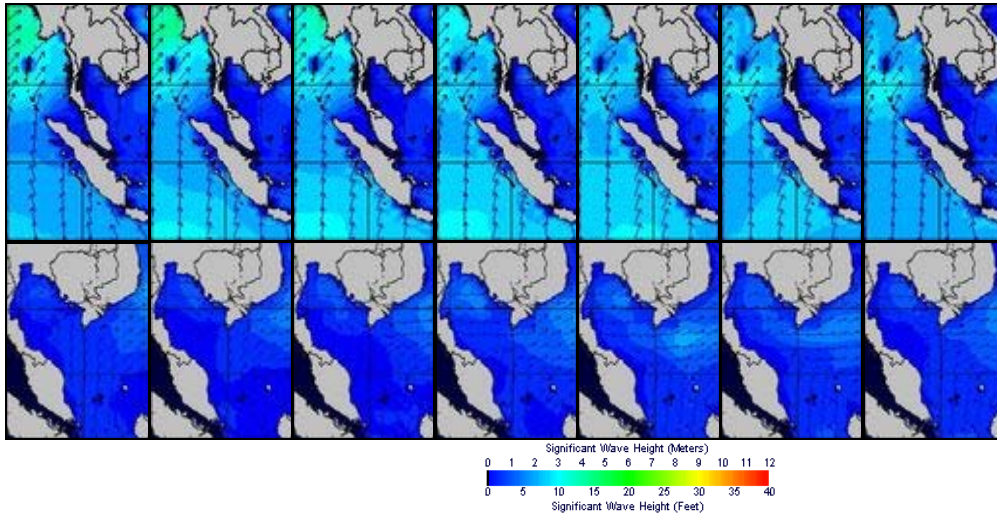 Significant Wave Height (Meters)
0 1 2 3 4 5 6 7 8 9 10 11 12
0 5 10 15 20 25 30 35 40
Significant Wave Height (Feet)